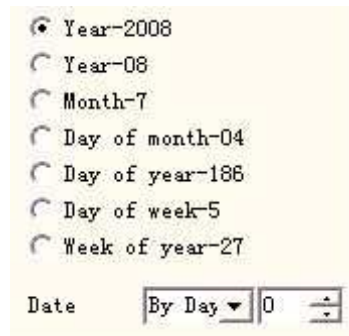 Year-2008
Year-08
Month-7
Day of month-04
Day of year-186
Day of week-5
Week of year-27
Date By Day 0